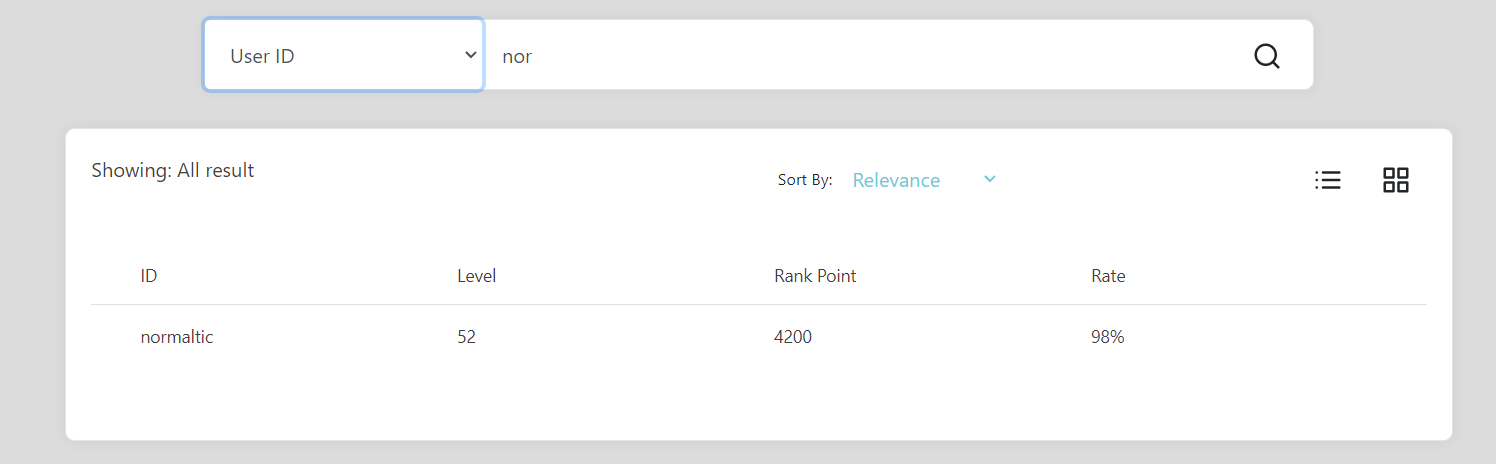 User ID nor
Showing: All result
Sort By: Relevance
ID Level Rank Point Rate
normaltic 52 4200 98%